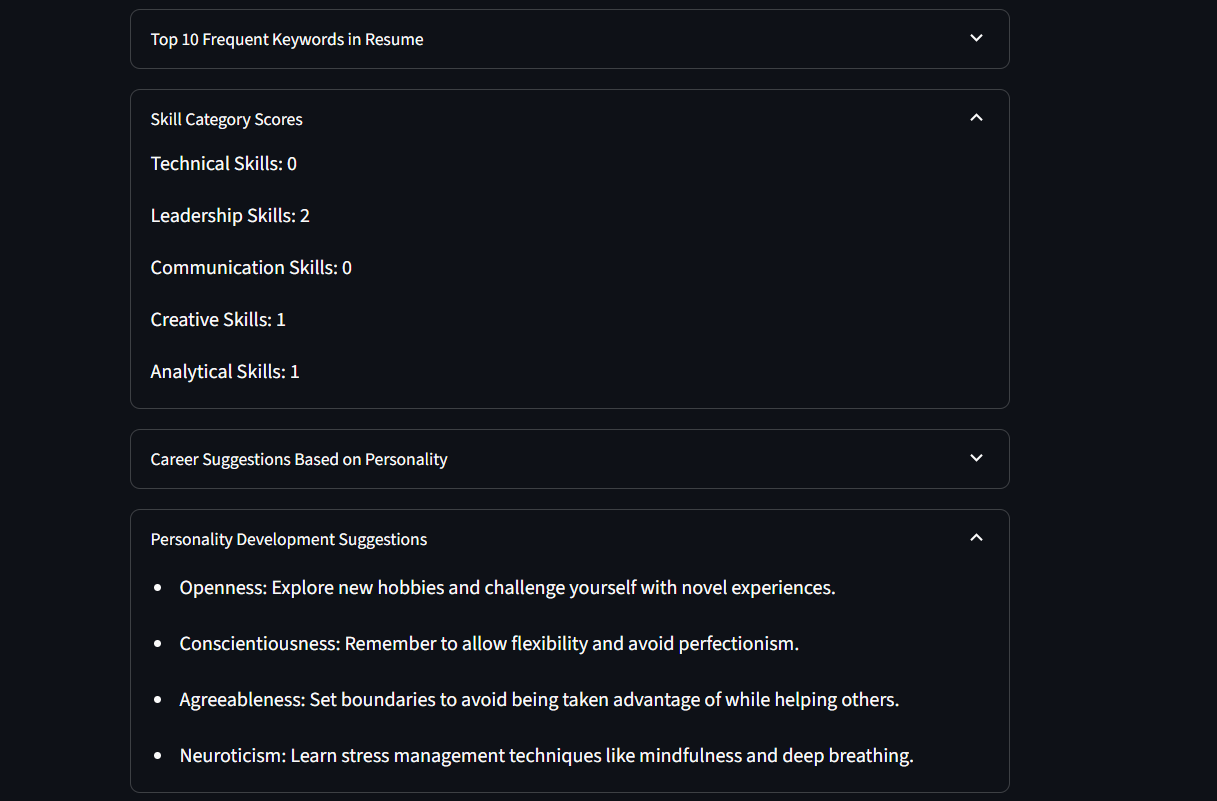 Top 10 Frequent Keywords in Resume
Skill Category Scores
Technical Skills: 0
Leadership Skills: 2
Communication Skills: 0
Creative Skills: 1
Analytical Skills: 1
Career Suggestions Based on Personality
Personality Development Suggestions
• Openness: Explore new hobbies and challenge yourself with novel experiences.
• Conscientiousness: Remember to allow flexibility and avoid perfectionism.
• Agreeableness: Set boundaries to avoid being taken advantage of while helping others.
• Neuroticism: Learn stress management techniques like mindfulness and deep breathing.